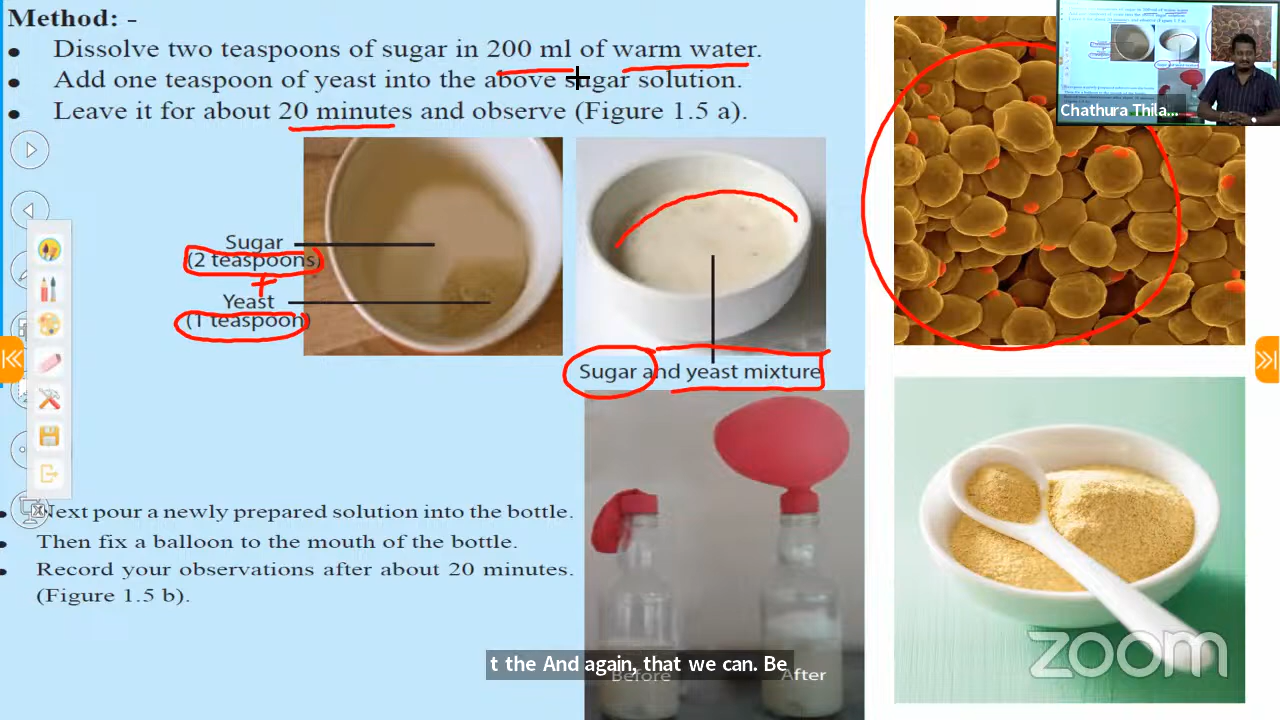 Method: -
Dissolve two teaspoons of sugar in 200 ml of warm water.
Add one teaspoon of yeast into the above sugar solution.
Leave it for about 20 minutes and observe (Figure 1.5 a).
Chathura Thila...
Sugar
(2 teaspoons)
+
Yeast
(1 teaspoon)
Sugar and yeast mixture
Next pour a newly prepared solution into the bottle.
Then fix a balloon to the mouth of the bottle.
Record your observations after about 20 minutes.
(Figure 1.5 b).
t the And again, that we can. Be
Before
After
zoom